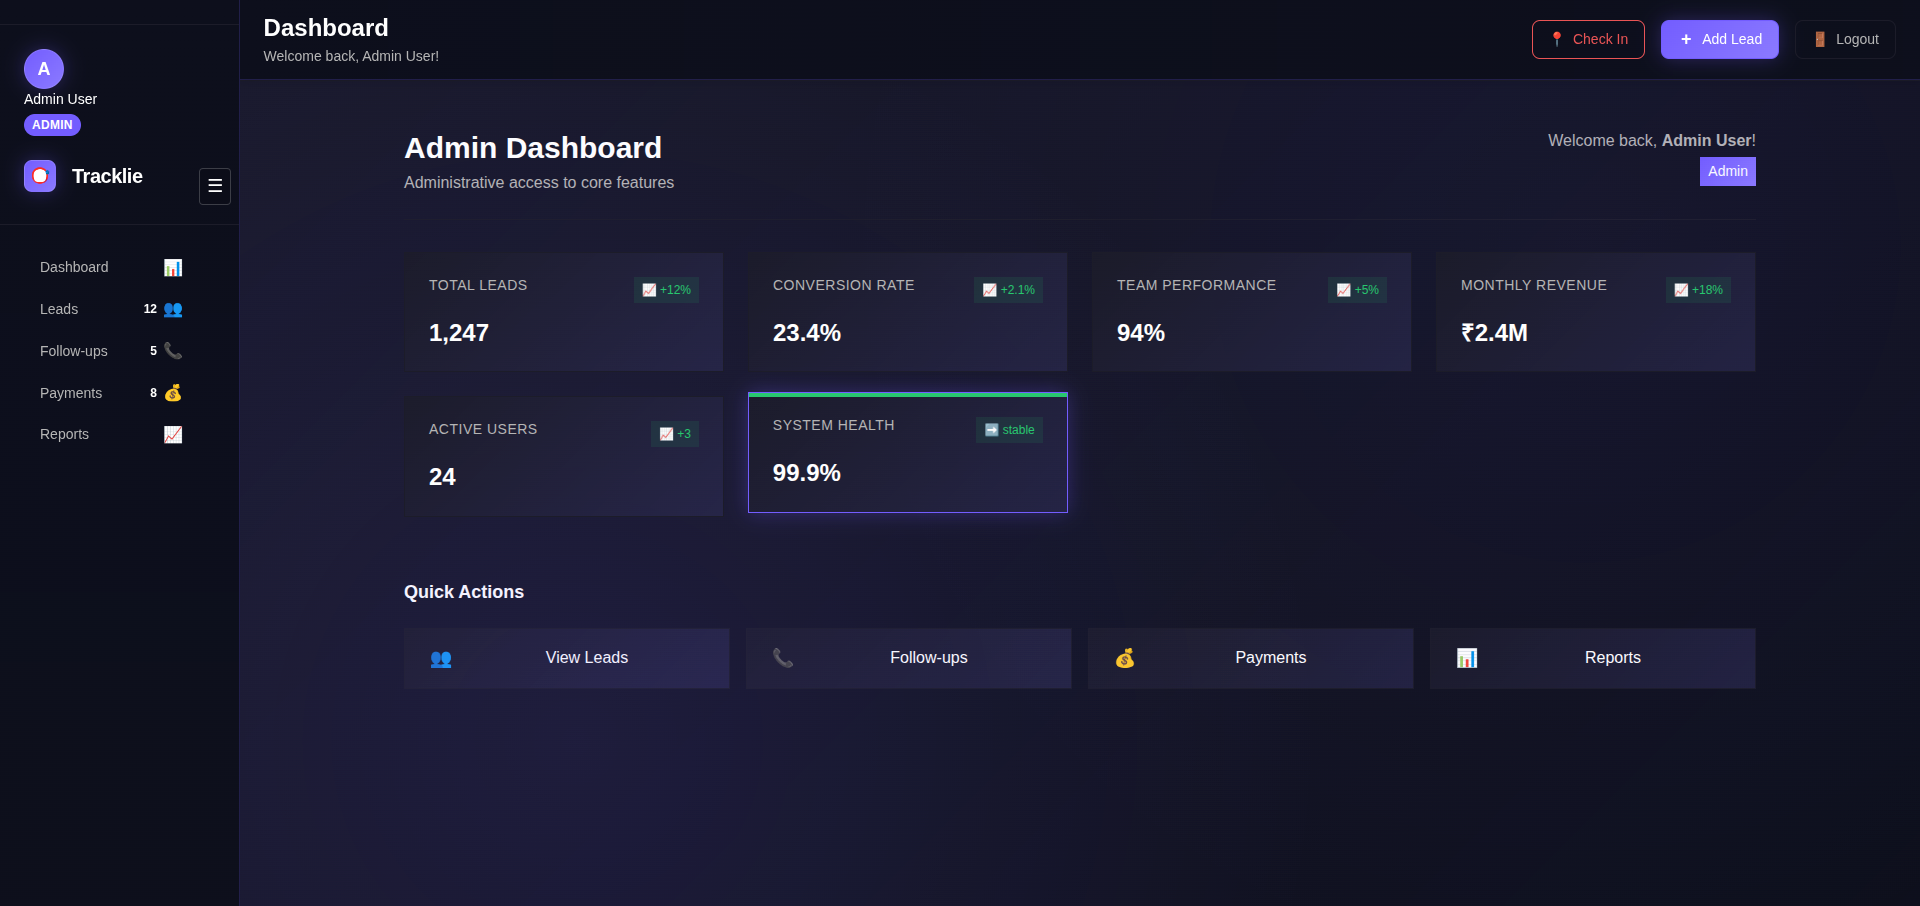 A
Admin User
ADMIN
Tracklie
☰
Dashboard
Leads 12
Follow-ups 5
Payments 8
Reports
Dashboard
Welcome back, Admin User!
Check In
+ Add Lead
Logout
Admin Dashboard
Administrative access to core features
Welcome back, Admin User!
Admin
TOTAL LEADS +12%
1,247
CONVERSION RATE +2.1%
23.4%
TEAM PERFORMANCE +5%
94%
MONTHLY REVENUE +18%
₹2.4M
ACTIVE USERS +3
24
SYSTEM HEALTH stable
99.9%
Quick Actions
View Leads
Follow-ups
Payments
Reports